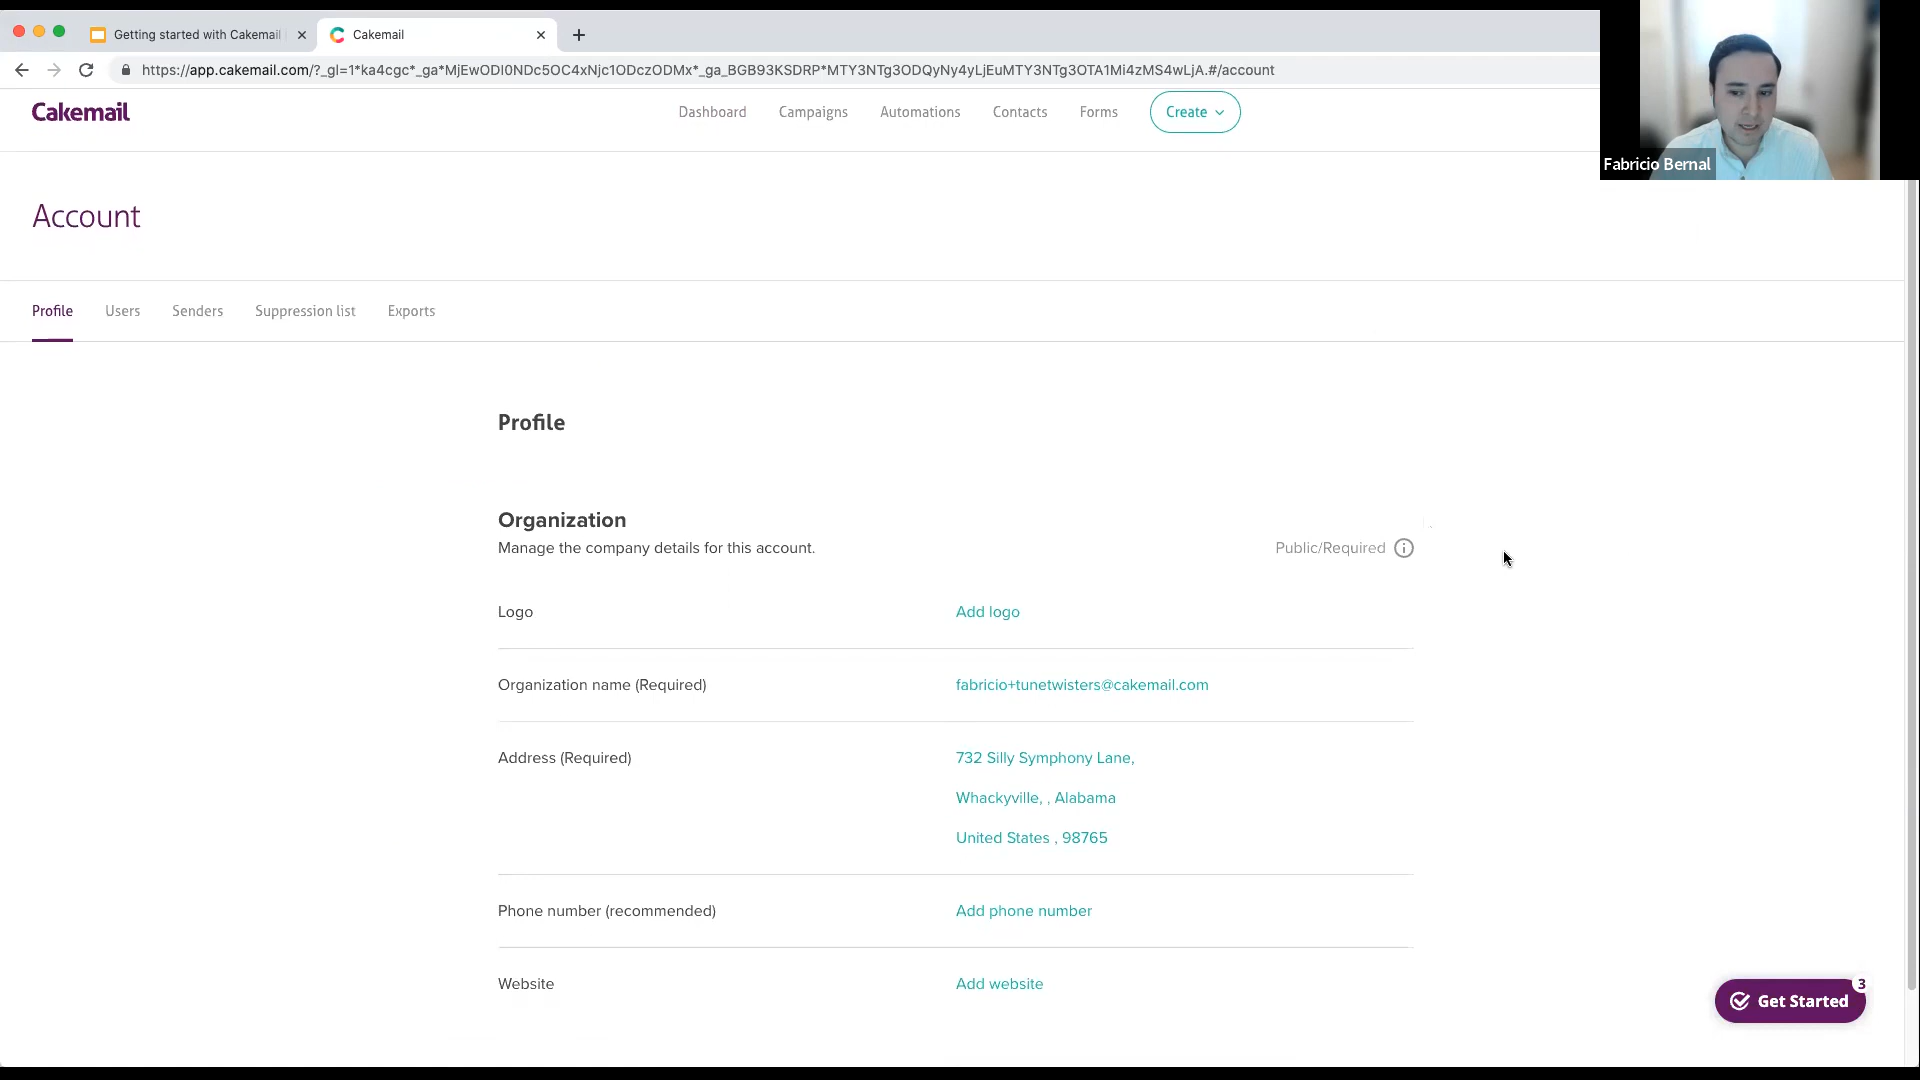 Getting started with Cakemail
Cakemail
https://app.cakemail.com/?_gl=1*ka4cgc*_ga*MjEwODI0NDc5OC4xNjc1ODczODMx*_ga_BGB93KSDRP*MTY3NTg3ODQyNy4yLjEuMTY3NTg3OTA1Mi4zMS4wLjA.#/account
Cakemail
Dashboard
Campaigns
Automations
Contacts
Forms
Create
Fabricio Bernal
Account
Profile
Users
Senders
Suppression list
Exports
Profile
Organization
Manage the company details for this account.
Public/Required
Logo
Add logo
Organization name (Required)
fabricio+tunetwisters@cakemail.com
Address (Required)
732 Silly Symphony Lane,
Whackyville, , Alabama
United States , 98765
Phone number (recommended)
Add phone number
Website
Add website
3
Get Started